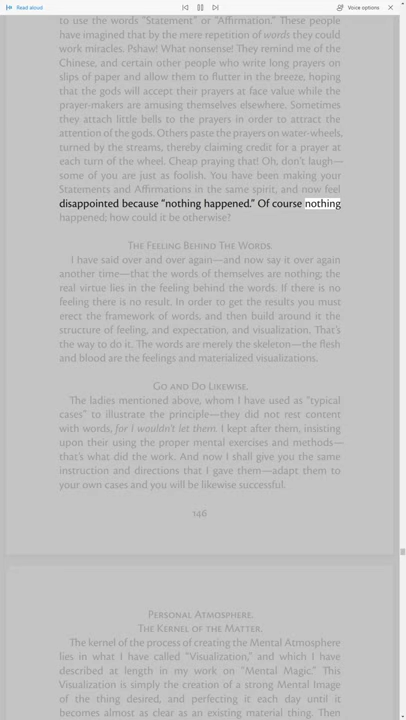 Read aloud
Voice options
to use the words “Statement” or “Affirmation.” These people
have imagined that by the mere repetition of words they could
work miracles. Pshaw! What nonsense! They remind me of the
Chinese, and certain other people who write long prayers on
slips of paper and allow them to flutter in the breeze, hoping
that the gods will accept their prayers at face value while the
prayer-makers are amusing themselves elsewhere. Sometimes
they attach little bells to the prayers in order to attract the
attention of the gods. Others paste the prayers on water-wheels,
turned by the streams, thereby claiming credit for a prayer at
each turn of the wheel. Cheap praying that! Oh, don’t laugh—
some of you are just as foolish. You have been making your
Statements and Affirmations in the same spirit, and now feel
disappointed because “nothing happened.” Of course nothing
happened; how could it be otherwise?
The Feeling Behind The Words.
I have said over and over again—and now say it over again
another time—that the words of themselves are nothing; the
real virtue lies in the feeling behind the words. If there is no
feeling there is no result. In order to get the results you must
erect the framework of words, and then build around it the
structure of feeling, and expectation, and visualization. That’s
the way to do it. The words are merely the skeleton—the flesh
and blood are the feelings and materialized visualizations.
Go and Do Likewise.
The ladies mentioned above, whom I have used as “typical
cases” to illustrate the principle—they did not rest content
with words, for I wouldn’t let them. I kept after them, insisting
upon their using the proper mental exercises and methods—
that’s what did the work. And now I shall give you the same
instruction and directions that I gave them—adapt them to
your own cases and you will be likewise successful.
146
Personal Atmosphere.
The Kernel of the Matter.
The kernel of the process of creating the Mental Atmosphere
lies in what I have called “Visualization,” and which I have
described at length in my work on “Mental Magic.” This
Visualization is simply the creation of a strong Mental Image
of the thing desired, and perfecting it each day until it
becomes almost as clear as an existing material thing. Then